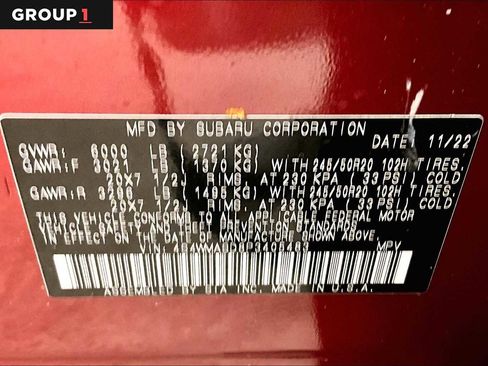 GROUP 1
MFD BY SUBARU CORPORATION DATE 11/22
GVWR: 6000 LB (2721 KG)
GAWR:F 3021 LB (1370 KG) WITH 245/50R20 102H TIRES.
20X7 1/2J RIMS AT 230 KPA (33 PSI) COLD
GAWR:R 3296 LB (1495 KG) WITH 245/50R20 102H TIRES.
20X7 1/2J RIMS AT 230 KPA (33 PSI) COLD
THIS VEHICLE CONFORMS TO ALL APPLICABLE FEDERAL MOTOR
VEHICLE SAFETY AND THEFT PREVENTION STANDARDS
IN EFFECT ON THE DATE OF MANUFACTURE SHOWN ABOVE.
VIN: MPV
ASSEMBLED BY SIA INC. MADE IN U.S.A.